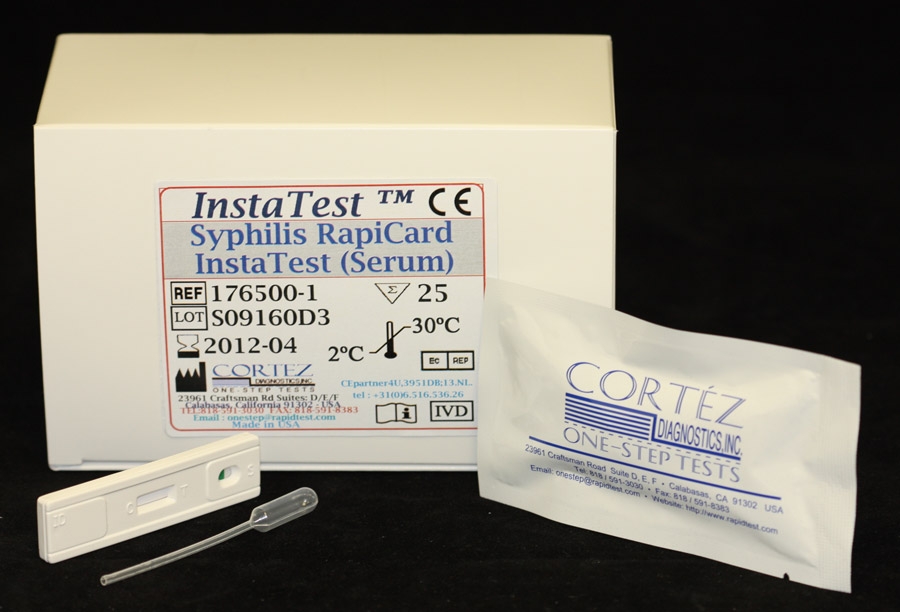 InstaTest ™ CE
Syphilis RapiCard
InstaTest (Serum)
REF 176500-1
Σ 25
LOT S09160D3
2012-04
2ºC
30ºC
EC REP
CORTEZ
DIAGNOSTICS,INC.
ONE-STEP TESTS
23961 Craftsman Rd Suites: D/E/F
Calabasas, California 91302 - USA
TEL:818-591-3030 FAX: 818-591-8383
Email : onestep@rapidtest.com
Made in USA
CEpartner4U,3951DB;13.NL.
tel : +31(0)6.516.536.26
i IVD
CORTÉZ
DIAGNOSTICS,INC.
ONE-STEP TESTS
23961 Craftsman Road Suite D, E, F • Calabasas, CA 91302 USA
Tel: 818 / 591-3030 • Fax: 818 / 591-8383
Email: onestep@rapidtest.com • Website: http://www.rapidtest.com
ID
C
S